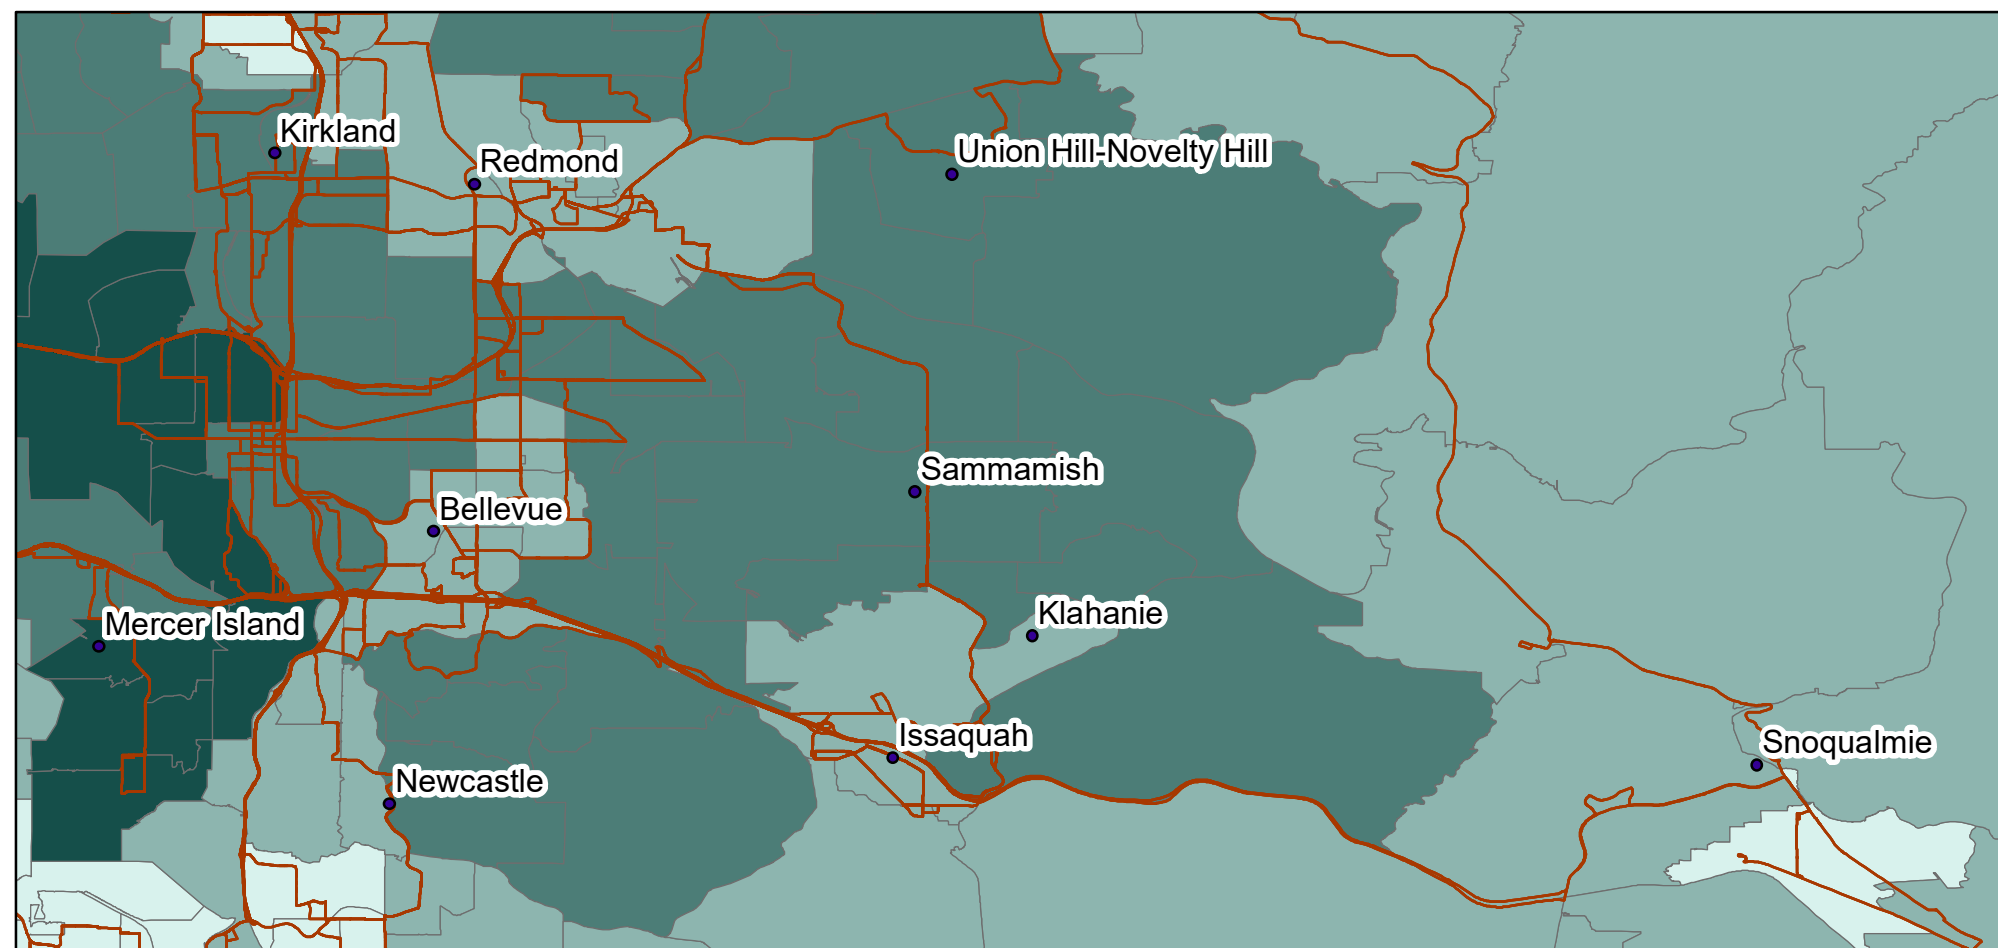 Kirkland
Redmond
Union Hill-Novelty Hill
Sammamish
Bellevue
Mercer Island
Klahanie
Issaquah
Snoqualmie
Newcastle